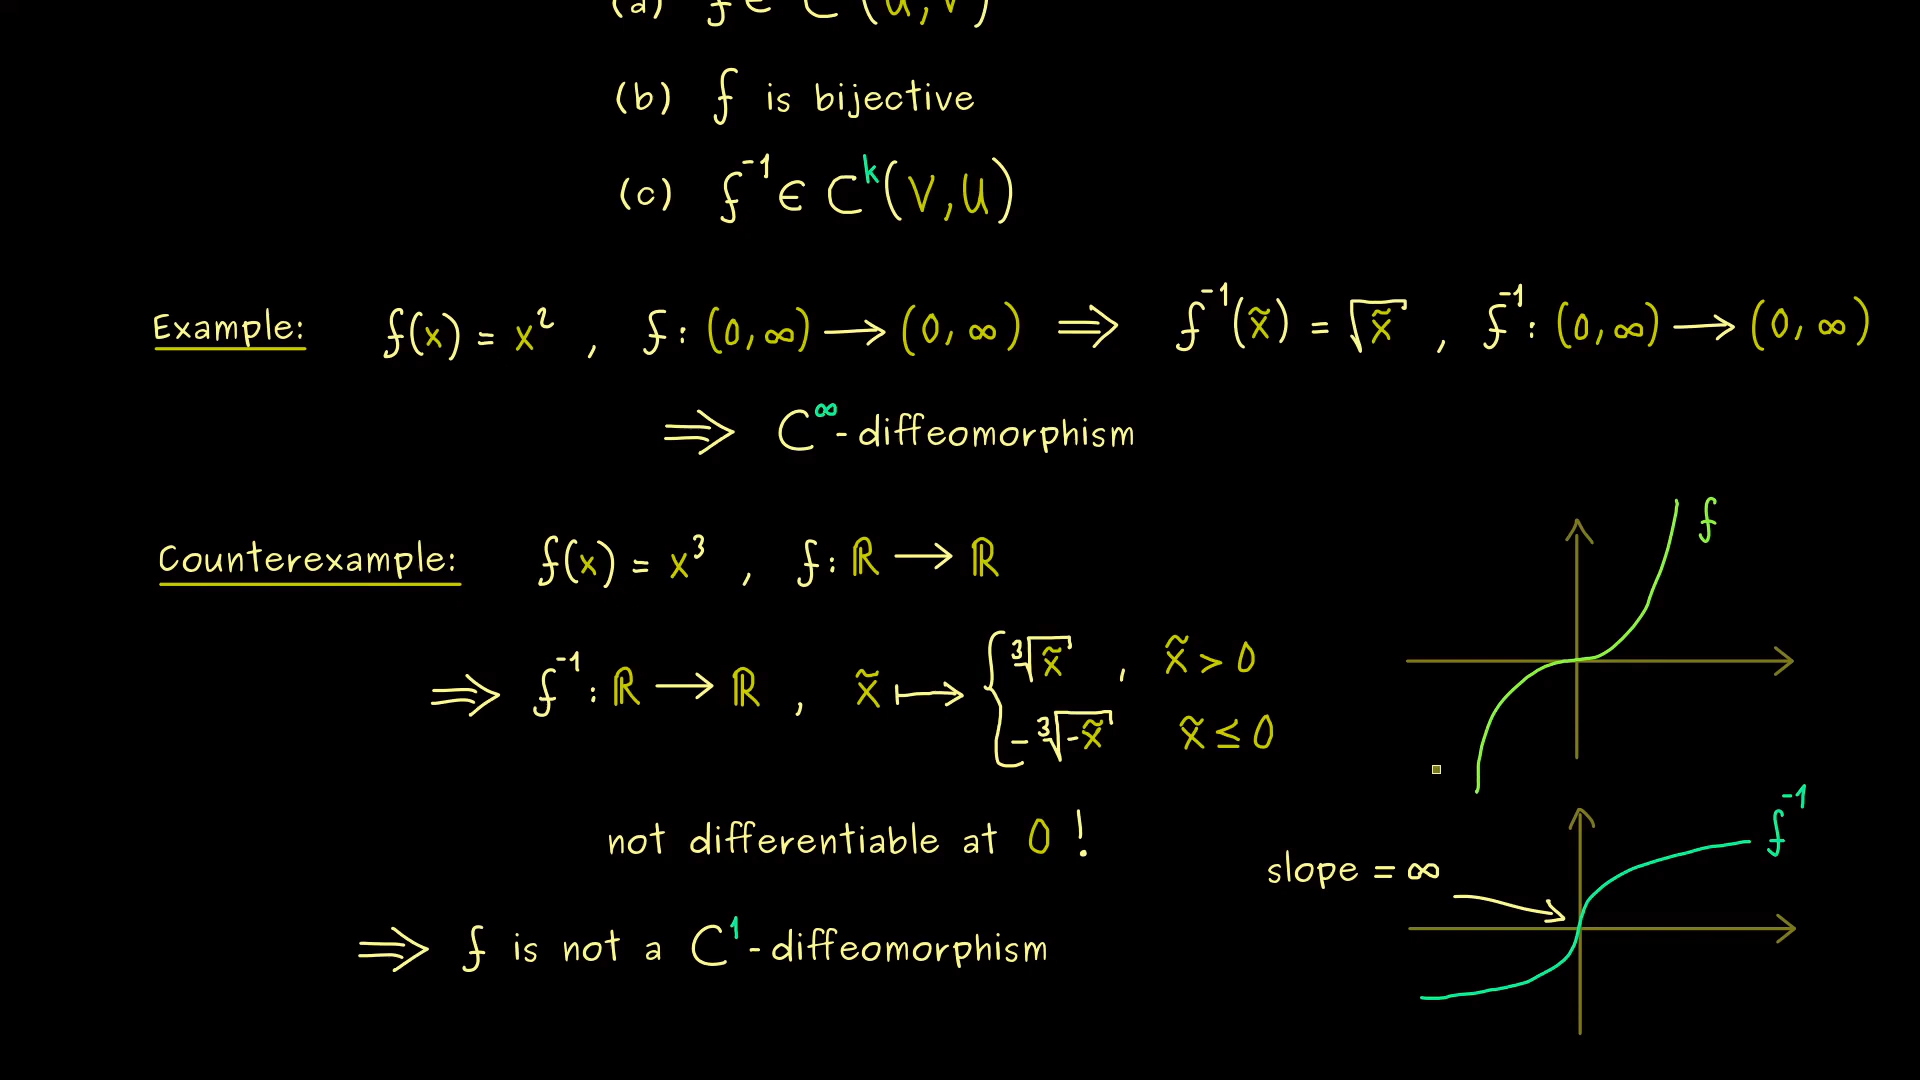 (a) f ∈ C (U, V)
(b) f is bijective
(c) f⁻¹ ∈ Cᵏ(V, U)
Example: f(x) = x² , f : (0, ∞) ⟶ (0, ∞) ⟹ f⁻¹(x̃) = √x̃ , f⁻¹ : (0, ∞) ⟶ (0, ∞)
⟹ C^∞-diffeomorphism
Counterexample: f(x) = x³ , f : ℝ ⟶ ℝ
⟹ f⁻¹ : ℝ ⟶ ℝ , x̃ ⟼ { ∛x̃ , x̃ > 0
-∛-x̃ x̃ ≤ 0
not differentiable at 0 !
⟹ f is not a C¹-diffeomorphism
f
f⁻¹
slope = ∞